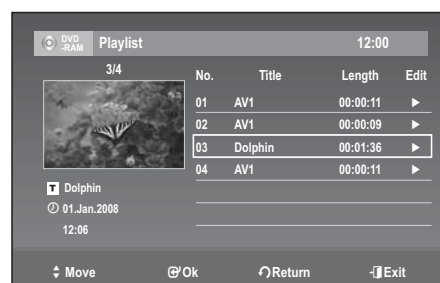 DVD-RAM Playlist 12:00
3/4
No. Title Length Edit
01 AV1 00:00:11 ►
02 AV1 00:00:09 ►
03 Dolphin 00:01:36 ►
04 AV1 00:00:11 ►
T Dolphin
01.Jan.2008
12:06
Move Ok Return Exit